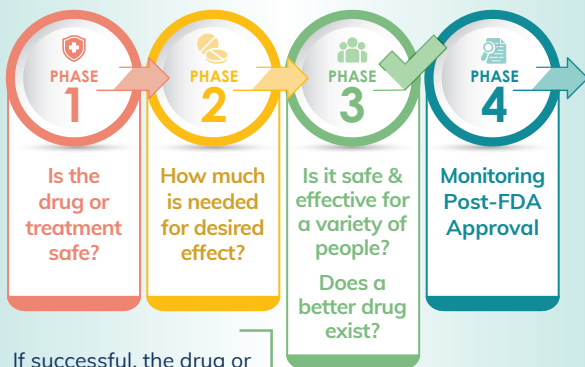 PHASE
1
Is the
drug or
treatment
safe?
PHASE
2
How much
is needed
for desired
effect?
PHASE
3
Is it safe &
effective for
a variety of
people?
Does a
better drug
exist?
PHASE
4
Monitoring
Post-FDA
Approval
If successful, the drug or